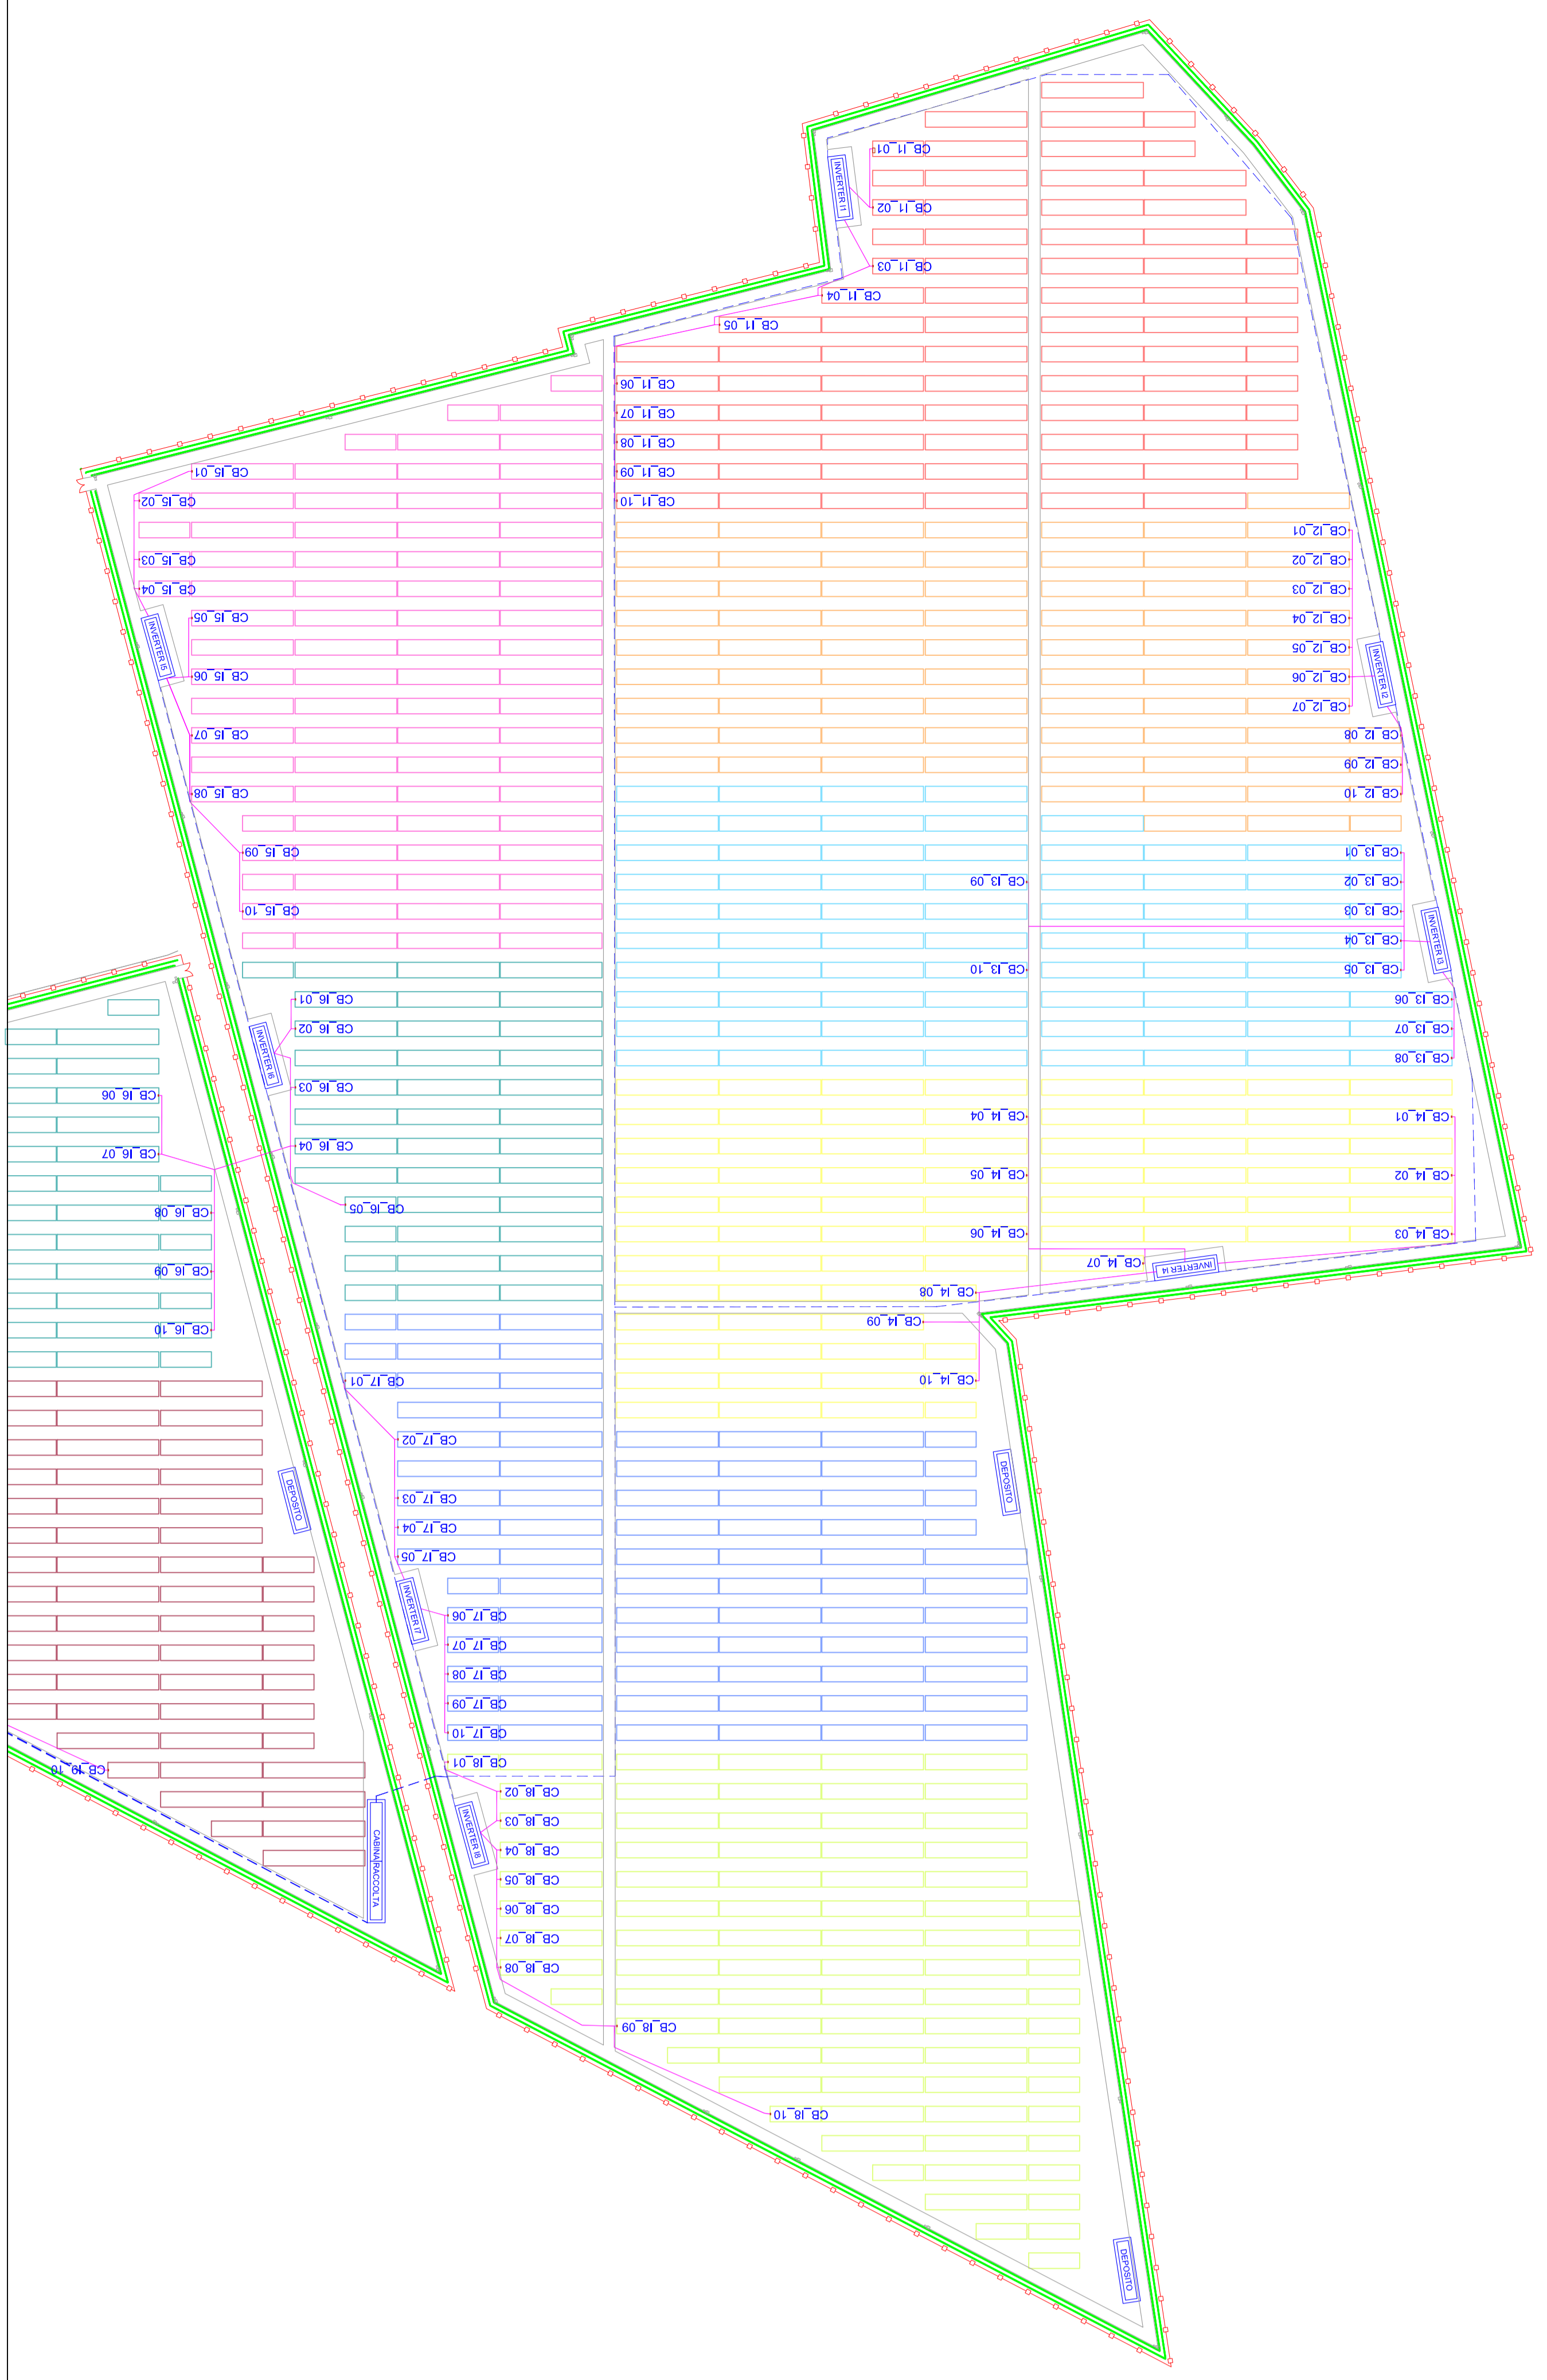 CB_I1_01
INVERTER I1
CB_I1_02
CB_I1_03
CB_I1_04
CB_I1_05
CB_I1_06
CB_I1_07
CB_I1_08
CB_I1_09
CB_I1_10
CB_I5_01
CB_I5_02
CB_I5_03
CB_I5_04
CB_I5_05
INVERTER I5
CB_I5_06
CB_I5_07
CB_I5_08
CB_I5_09
CB_I5_10
CB_I2_01
CB_I2_02
CB_I2_03
CB_I2_04
CB_I2_05
CB_I2_06
INVERTER I2
CB_I2_07
CB_I2_08
CB_I2_09
CB_I2_10
CB_I3_01
CB_I3_02
CB_I3_03
CB_I3_04
INVERTER I3
CB_I3_05
CB_I3_06
CB_I3_07
CB_I3_08
CB_I3_09
CB_I3_10
CB_I4_01
CB_I4_02
CB_I4_03
CB_I4_04
CB_I4_05
CB_I4_06
CB_I4_07
INVERTER I4
CB_I4_08
CB_I4_09
CB_I4_10
CB_I6_01
CB_I6_02
INVERTER I6
CB_I6_03
CB_I6_04
CB_I6_05
CB_I6_06
CB_I6_07
CB_I6_08
CB_I6_09
CB_I6_10
CB_I7_01
CB_I7_02
CB_I7_03
CB_I7_04
CB_I7_05
INVERTER I7
CB_I7_06
CB_I7_07
CB_I7_08
CB_I7_09
CB_I7_10
DEPOSITO
DEPOSITO
CB_I8_01
CB_I8_02
CB_I8_03
INVERTER I8
CB_I8_04
CB_I8_05
CB_I8_06
CB_I8_07
CB_I8_08
CB_I8_09
CB_I8_10
CB_I9_10
CABINA RACCOLTA
DEPOSITO